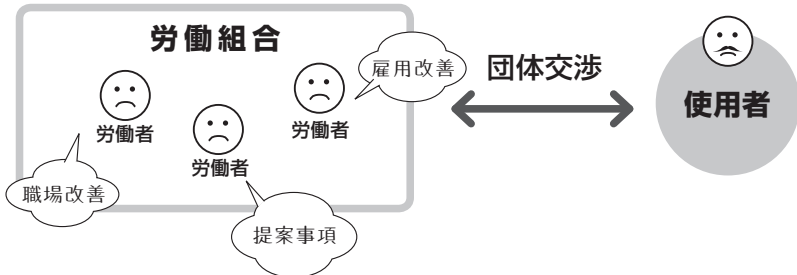 労働組合
雇用改善
団体交渉
使用者
労働者
労働者
労働者
職場改善
提案事項